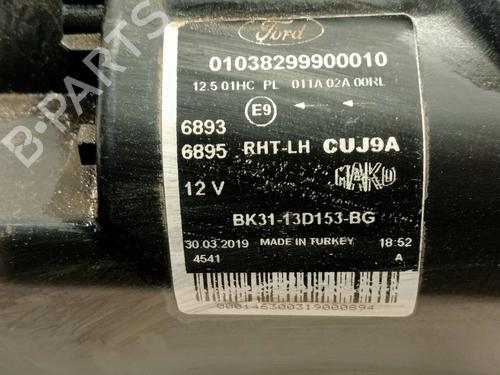 Ford
01038299900010
12.5 01HC PL 011A 02A 00RL
E9
6893
6895 RHT-LH CUJ9A
MAKO
12 V
BK31-13D153-BG
30.03.2019 MADE IN TURKEY 18:52
4541 A
000146300319000894
B-PARTS